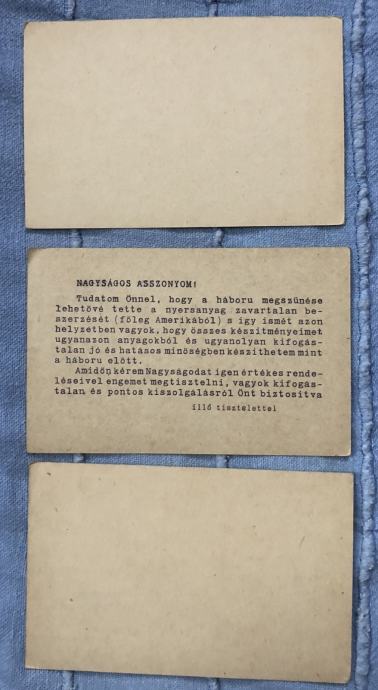 NAGYSÁGOS ASSZONYOM!
Tudatom Önnel, hogy a háboru megszünése
lehetővé tette a nyersanyag zavartalan be-
szerzését (főleg Amerikából) s igy ismét azon
helyzetben vagyok, hogy összes készitményeimet
ugyanazon anyagokból és ugyanolyan kifogás-
talan jó és hatásos minőségben készithetem mint
a háboru előtt.
Amidőn kérem Nagyságodat igen értékes rende-
léseivel engemet megtisztelni, vagyok kifogás-
talan és pontos kiszolgálásról Önt biztositva
illő tisztelettel